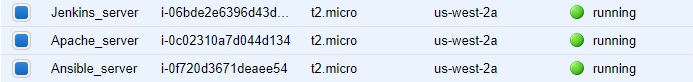 Jenkins_server i-06bde2e6396d43d... t2.micro us-west-2a running
Apache_server i-0c02310a7d044d134 t2.micro us-west-2a running
Ansible_server i-0f720d3671deaee54 t2.micro us-west-2a running